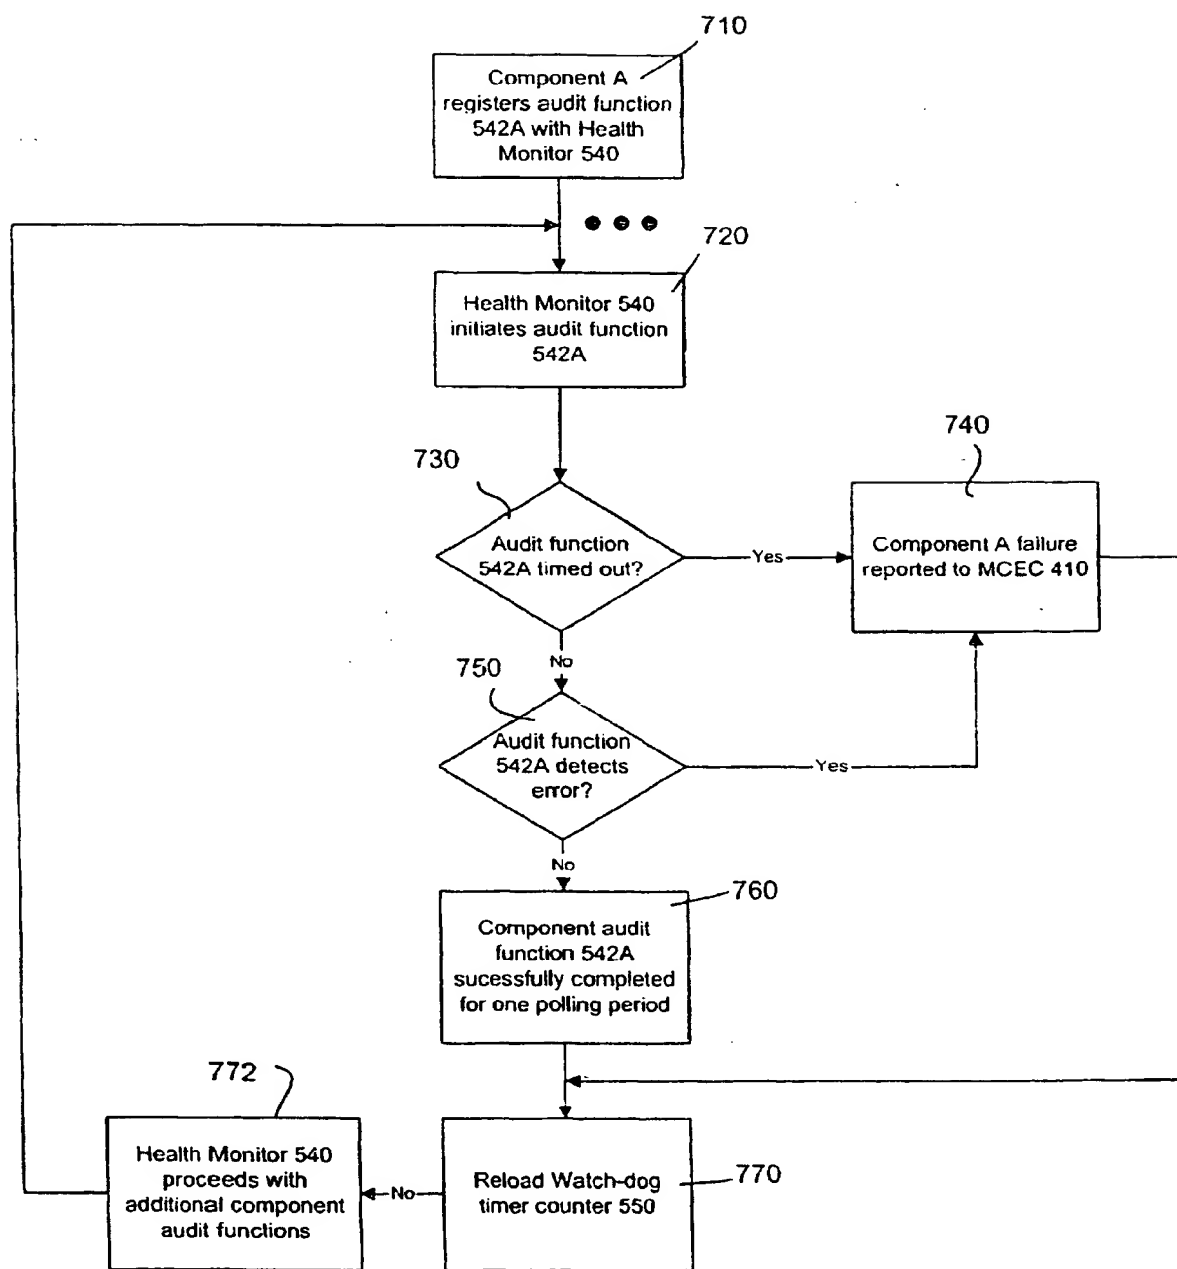 710
Component A
registers audit function
542A with Health
Monitor 540
720
Health Monitor 540
initiates audit function
542A
730
Audit function
542A timed out?
Yes
740
Component A failure
reported to MCEC 410
No
750
Audit function
542A detects
error?
Yes
No
760
Component audit
function 542A
sucessfully completed
for one polling period
772
Health Monitor 540
proceeds with
additional component
audit functions
No
Reload Watch-dog
timer counter 550
770